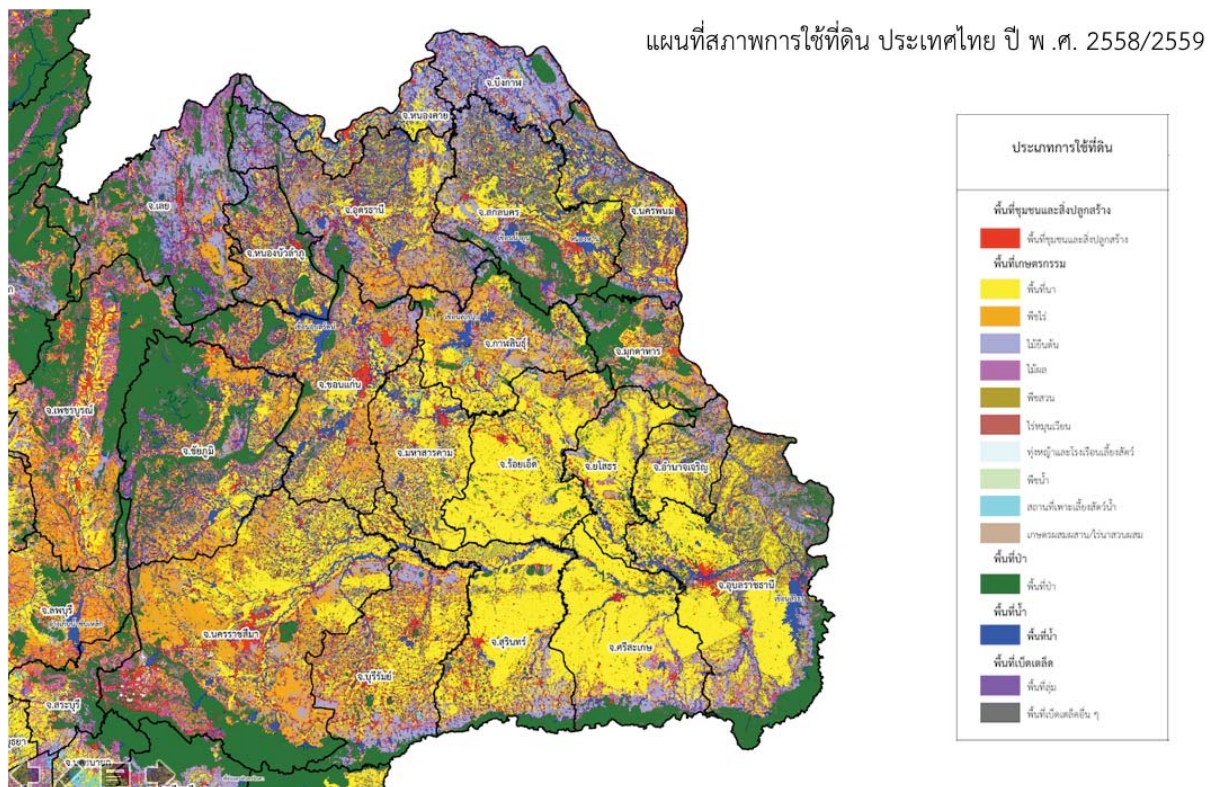 แผนที่สภาพการใช้ที่ดิน ประเทศไทย ปี พ .ศ. 2558/2559
จ.บึงกาฬ
จ.หนองคาย
จ.เลย
จ.อุดรธานี
จ.สกลนคร
จ.นครพนม
จ.หนองบัวลำภู
จ.กาฬสินธุ์
จ.มุกดาหาร
จ.ขอนแก่น
จ.เพชรบูรณ์
จ.ชัยภูมิ
จ.มหาสารคาม
จ.ร้อยเอ็ด
จ.ยโสธร
จ.อำนาจเจริญ
จ.อุบลราชธานี
จ.ลพบุรี
จ.นครราชสีมา
จ.สุรินทร์
จ.ศรีสะเกษ
จ.บุรีรัมย์
จ.สระบุรี
ประเภทการใช้ที่ดิน
พื้นที่ชุมชนและสิ่งปลูกสร้าง
พื้นที่ชุมชนและสิ่งปลูกสร้าง
พื้นที่เกษตรกรรม
พื้นที่นา
พืชไร่
ไม้ยืนต้น
ไม้ผล
พืชสวน
ไร่หมุนเวียน
ทุ่งหญ้าและโรงเรือนเลี้ยงสัตว์
พืชน้ำ
สถานที่เพาะเลี้ยงสัตว์น้ำ
เกษตรผสมผสาน/ไร่นาสวนผสม
พื้นที่ป่า
พื้นที่ป่า
พื้นที่น้ำ
พื้นที่น้ำ
พื้นที่เบ็ดเตล็ด
พื้นที่ลุ่ม
พื้นที่เบ็ดเตล็ดอื่น ๆ